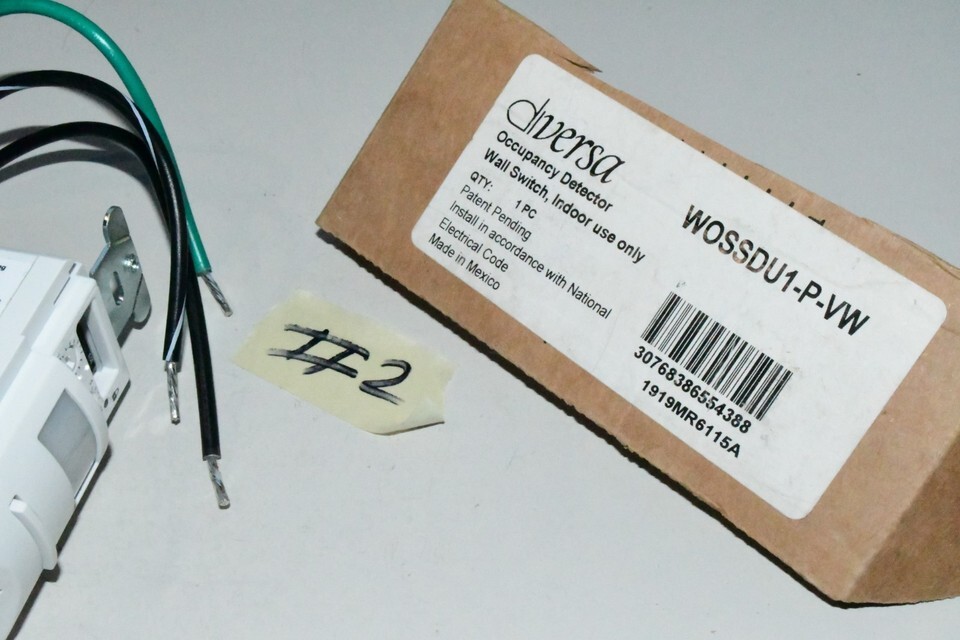 diversa
Occupancy Detector
Wall Switch, Indoor use only
QTY: 1 PC
Patent Pending
Install in accordance with National
Electrical Code
Made in Mexico
WOSSDU1-P-VW
30768386554388
1919MR6115A
#2